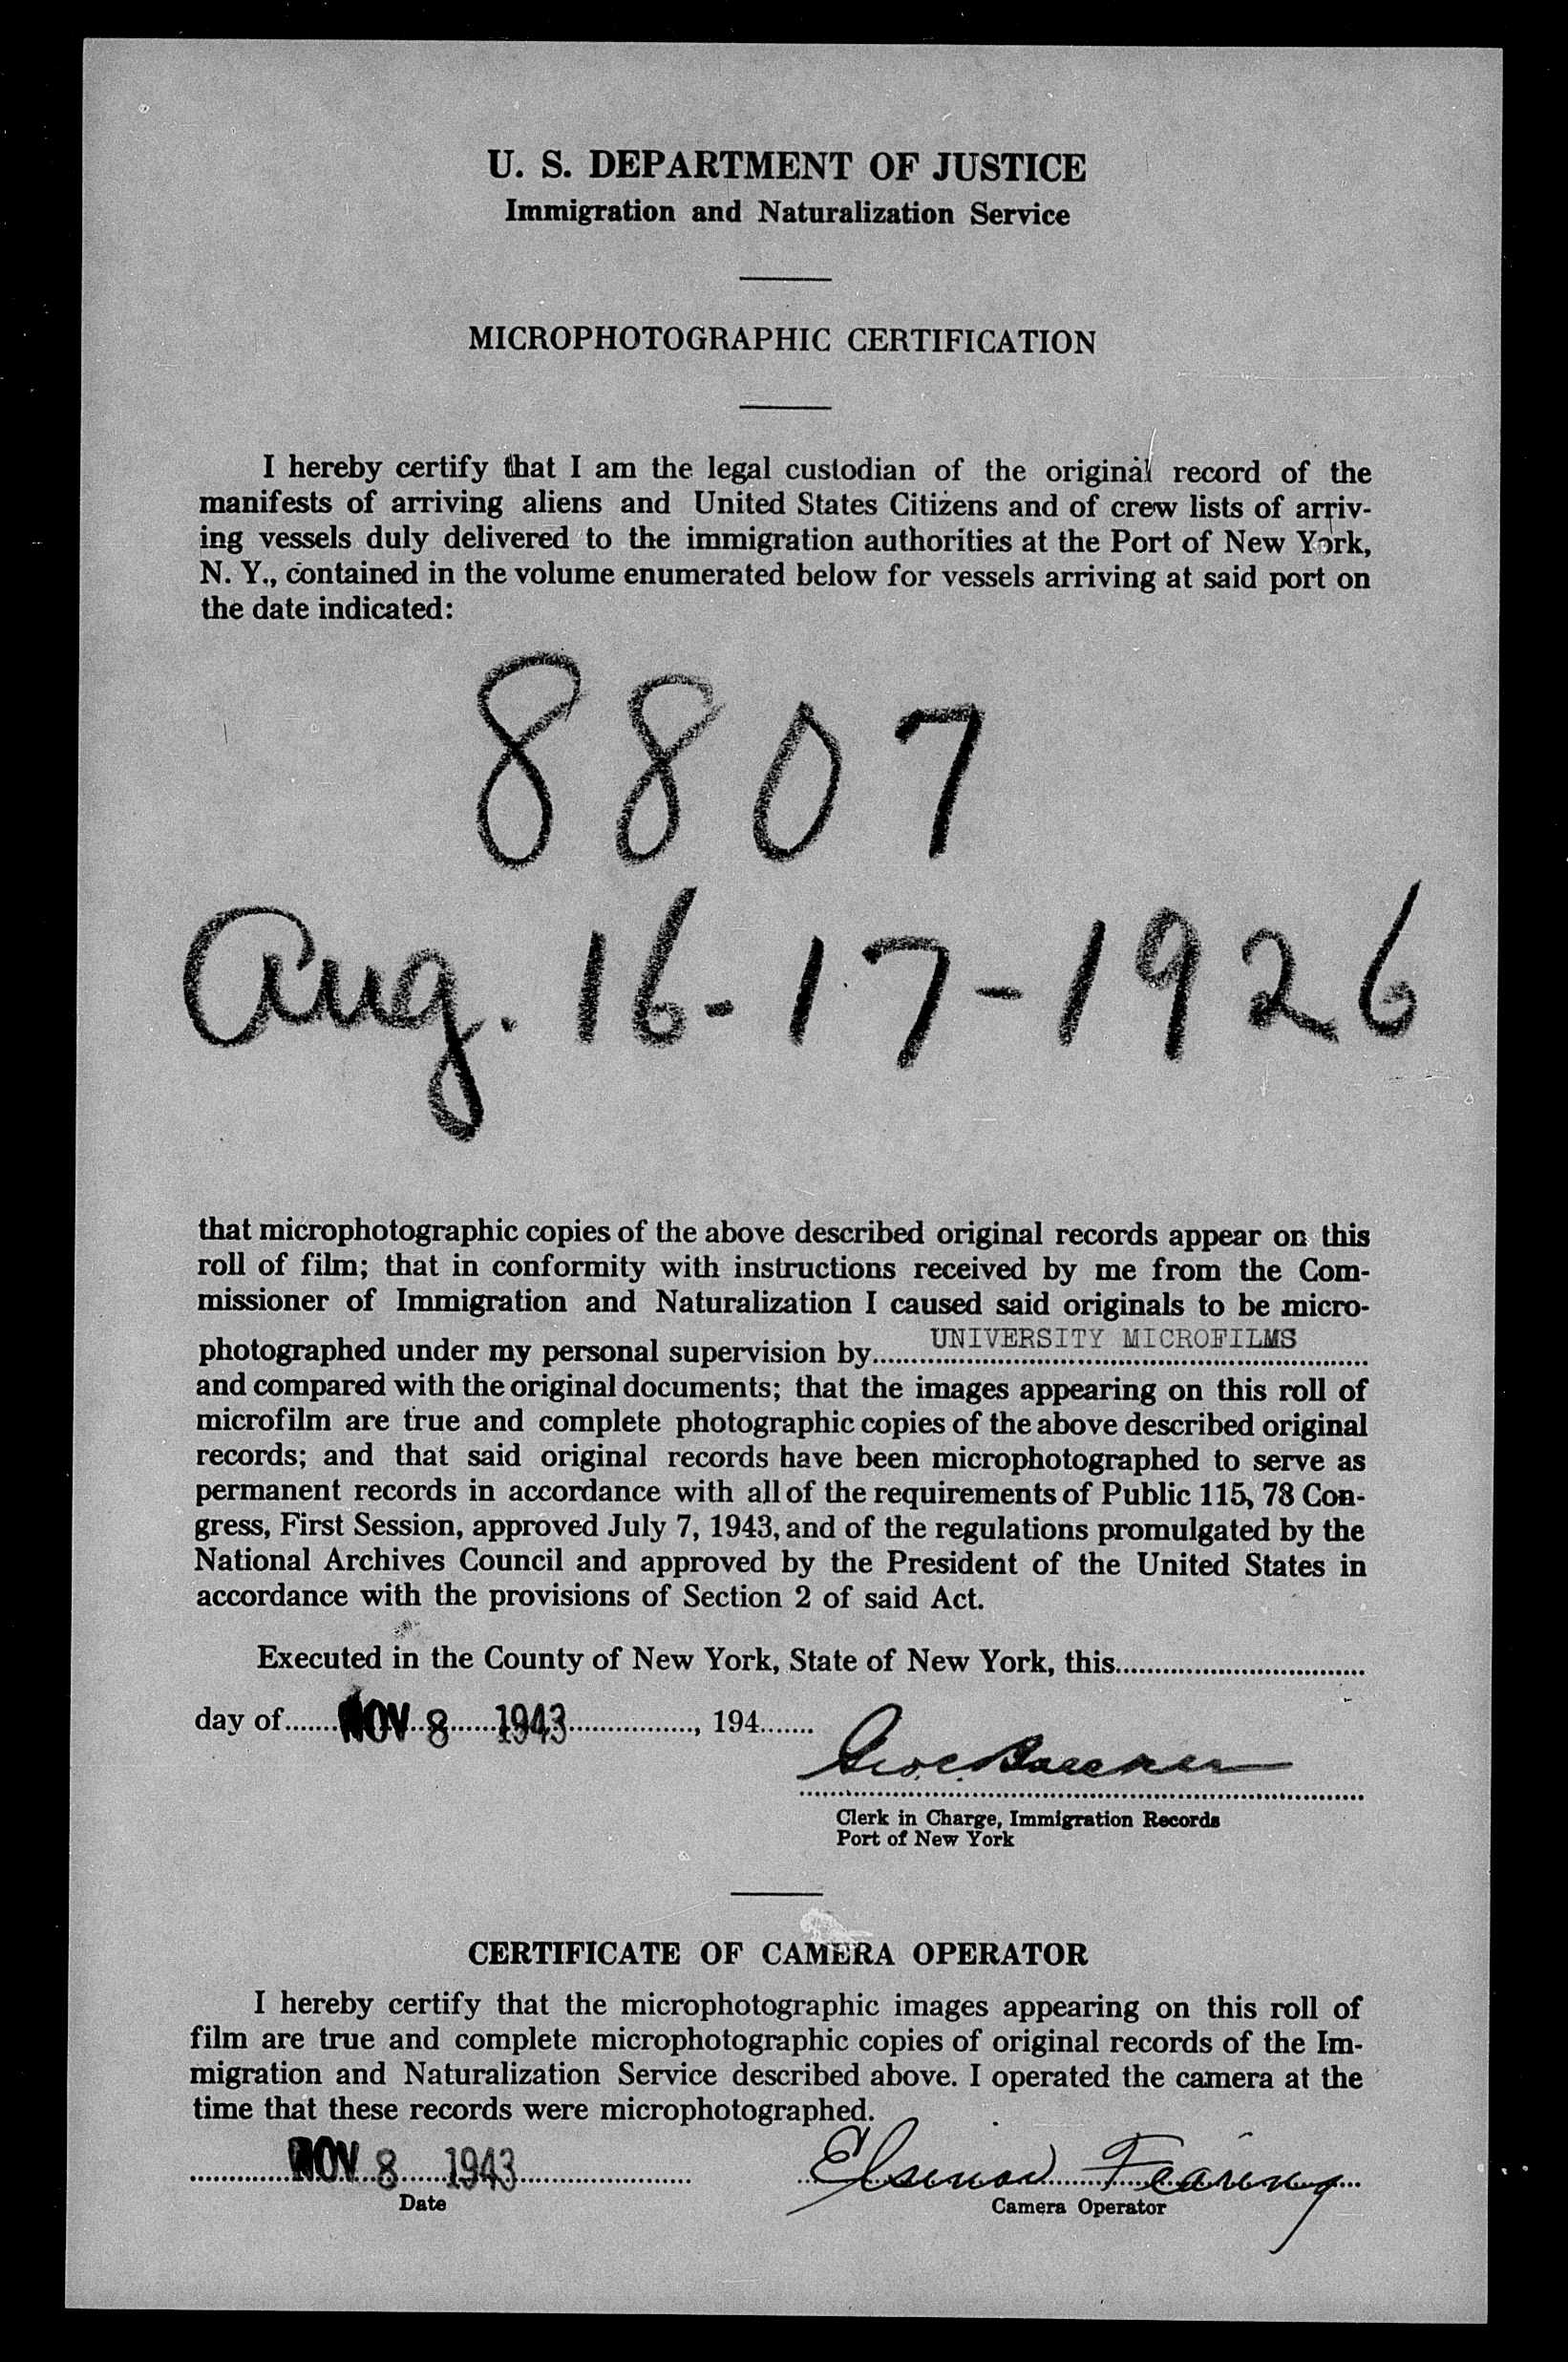 U. S. DEPARTMENT OF JUSTICE
Immigration and Naturalization Service
MICROPHOTOGRAPHIC CERTIFICATION
I hereby certify that I am the legal custodian of the original record of the
manifests of arriving aliens and United States Citizens and of crew lists of arriv-
ing vessels duly delivered to the immigration authorities at the Port of New York,
N. Y., contained in the volume enumerated below for vessels arriving at said port on
the date indicated:
8807
Aug. 16-17-1926
that microphotographic copies of the above described original records appear on this
roll of film; that in conformity with instructions received by me from the Com-
missioner of Immigration and Naturalization I caused said originals to be micro-
photographed under my personal supervision by UNIVERSITY MICROFILMS
and compared with the original documents; that the images appearing on this roll of
microfilm are true and complete photographic copies of the above described original
records; and that said original records have been microphotographed to serve as
permanent records in accordance with all of the requirements of Public 115, 78 Con-
gress, First Session, approved July 7, 1943, and of the regulations promulgated by the
National Archives Council and approved by the President of the United States in
accordance with the provisions of Section 2 of said Act.
Executed in the County of New York, State of New York, this
day of NOV 8 1943, 194
Clerk in Charge, Immigration Records
Port of New York
CERTIFICATE OF CAMERA OPERATOR
I hereby certify that the microphotographic images appearing on this roll of
film are true and complete microphotographic copies of original records of the Im-
migration and Naturalization Service described above. I operated the camera at the
time that these records were microphotographed.
NOV 8 1943
Date
Camera Operator